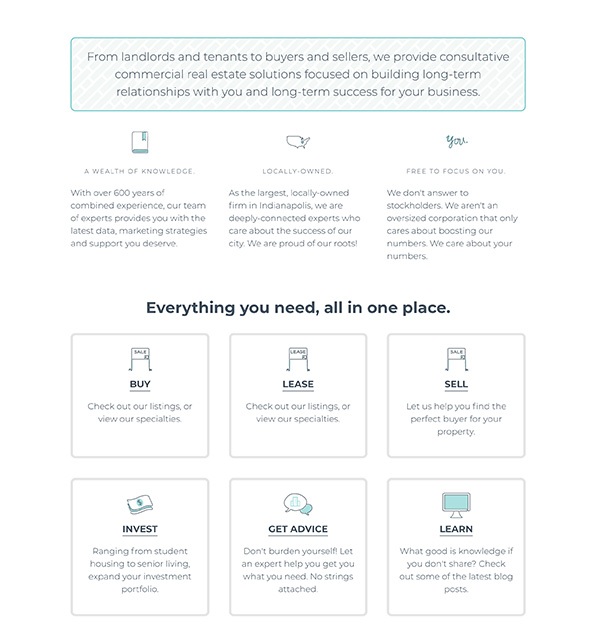 From landlords and tenants to buyers and sellers, we provide consultative
commercial real estate solutions focused on building long-term
relationships with you and long-term success for your business.
you.
A WEALTH OF KNOWLEDGE.
With over 600 years of
combined experience, our team
of experts provides you with the
latest data, marketing strategies
and support you deserve.
LOCALLY-OWNED.
As the largest, locally-owned
firm in Indianapolis, we are
deeply-connected experts who
care about the success of our
city. We are proud of our roots!
FREE TO FOCUS ON YOU.
We don't answer to
stockholders. We aren't an
oversized corporation that only
cares about boosting our
numbers. We care about your
numbers.
Everything you need, all in one place.
SALE
BUY
Check out our listings, or
view our specialties.
LEASE
LEASE
Check out our listings, or
view our specialties.
SALE
SELL
Let us help you find the
perfect buyer for your
property.
$
INVEST
Ranging from student
housing to senior living,
expand your investment
portfolio.
GET ADVICE
Don't burden yourself! Let
an expert help you get you
what you need. No strings
attached.
LEARN
What good is knowledge if
you don't share? Check
out some of the latest blog
posts.